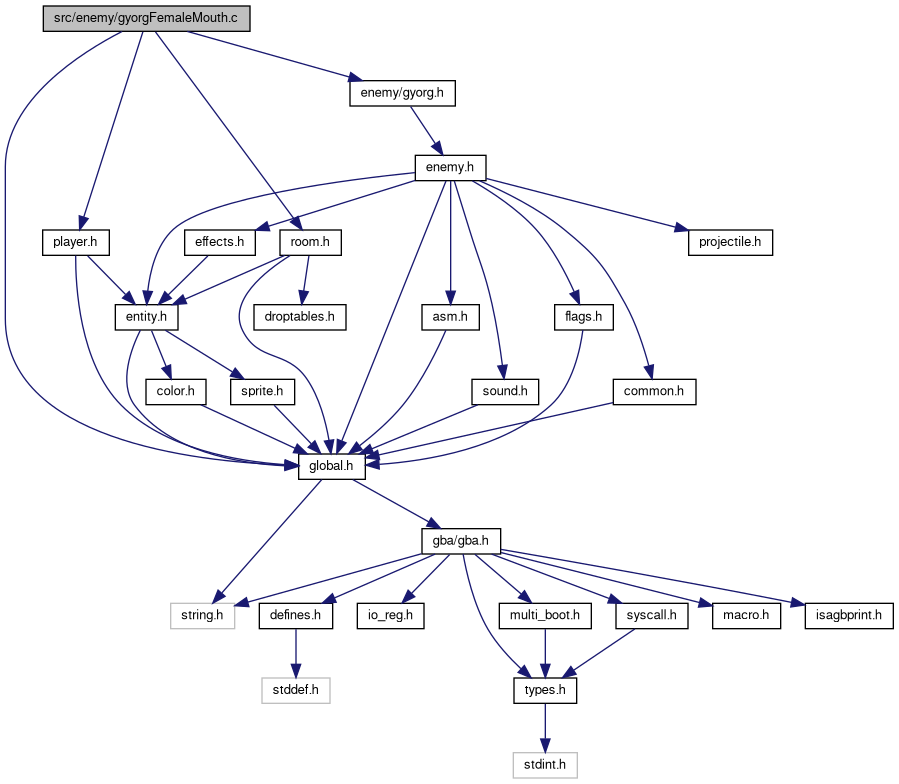 src/enemy/gyorgFemaleMouth.c
enemy/gyorg.h
enemy.h
player.h
effects.h
room.h
projectile.h
entity.h
droptables.h
asm.h
flags.h
color.h
sprite.h
sound.h
common.h
global.h
gba/gba.h
string.h
defines.h
io_reg.h
multi_boot.h
syscall.h
macro.h
isagbprint.h
stddef.h
types.h
stdint.h